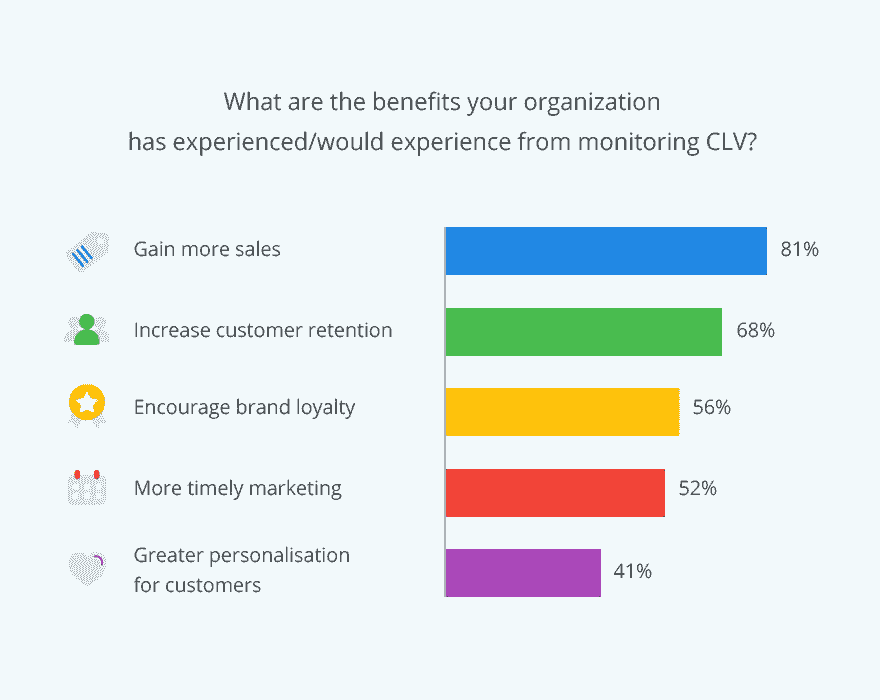 What are the benefits your organization
has experienced/would experience from monitoring CLV?
Gain more sales
81%
Increase customer retention
68%
Encourage brand loyalty
56%
More timely marketing
52%
Greater personalisation
for customers
41%